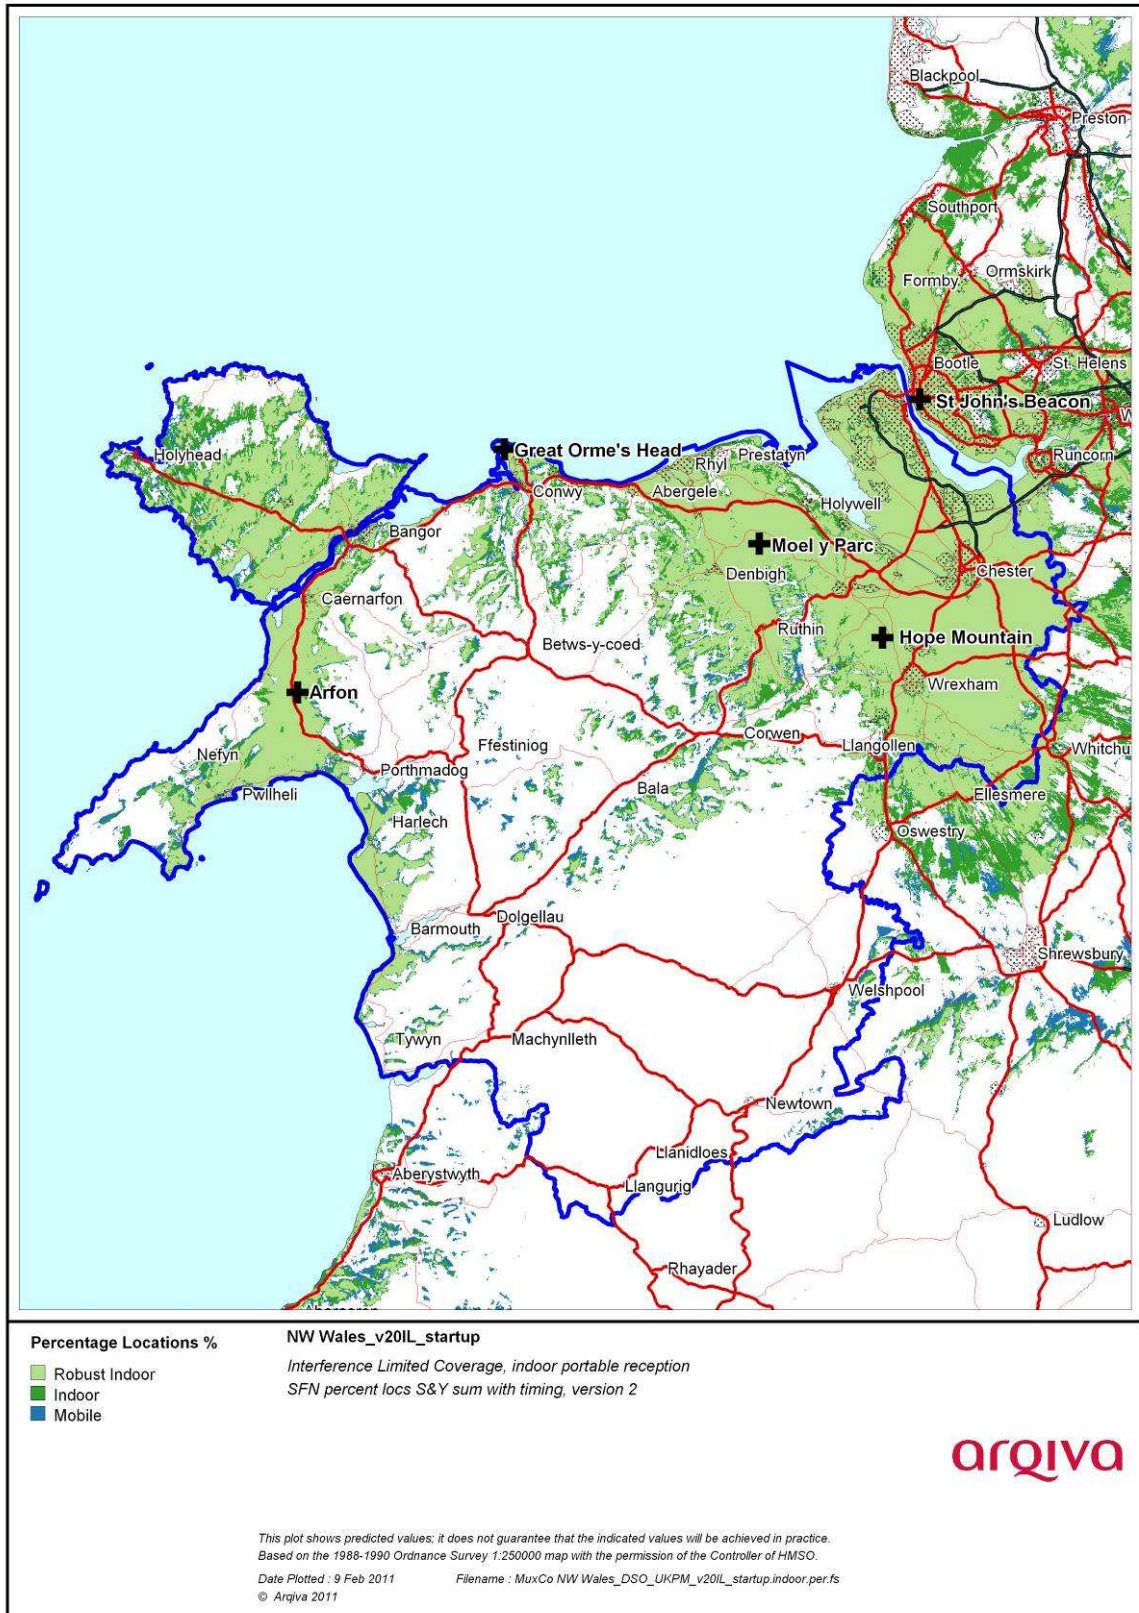 Blackpool
Preston
Southport
Ormskirk
Formby
Bootle
St. Helens
St John's Beacon
W
Great Orme's Head
Holyhead
Rhyl
Prestatyn
Runcorn
Conwy
Abergele
Holywell
Bangor
Moel y Parc
Denbigh
Chester
Caernarfon
Ruthin
Betws-y-coed
Hope Mountain
Wrexham
Arfon
Corwen
Llangollen
Whitchu
Nefyn
Ffestiniog
Porthmadog
Bala
Pwllheli
Ellesmere
Harlech
Oswestry
Dolgellau
Barmouth
Shrewsbury
Welshpool
Tywyn
Machynlleth
Newtown
Llanidloes
Aberystwyth
Llangurig
Ludlow
Rhayader
Percentage Locations %
Robust Indoor
Indoor
Mobile
NW Wales_v20IL_startup
Interference Limited Coverage, indoor portable reception
SFN percent locs S&Y sum with timing, version 2
arqiva
This plot shows predicted values; it does not guarantee that the indicated values will be achieved in practice.
Based on the 1988-1990 Ordnance Survey 1:250000 map with the permission of the Controller of HMSO.
Date Plotted : 9 Feb 2011 Filename : MuxCo NW Wales_DSO_UKPM_v20IL_startup.indoor.per.fs
© Arqiva 2011